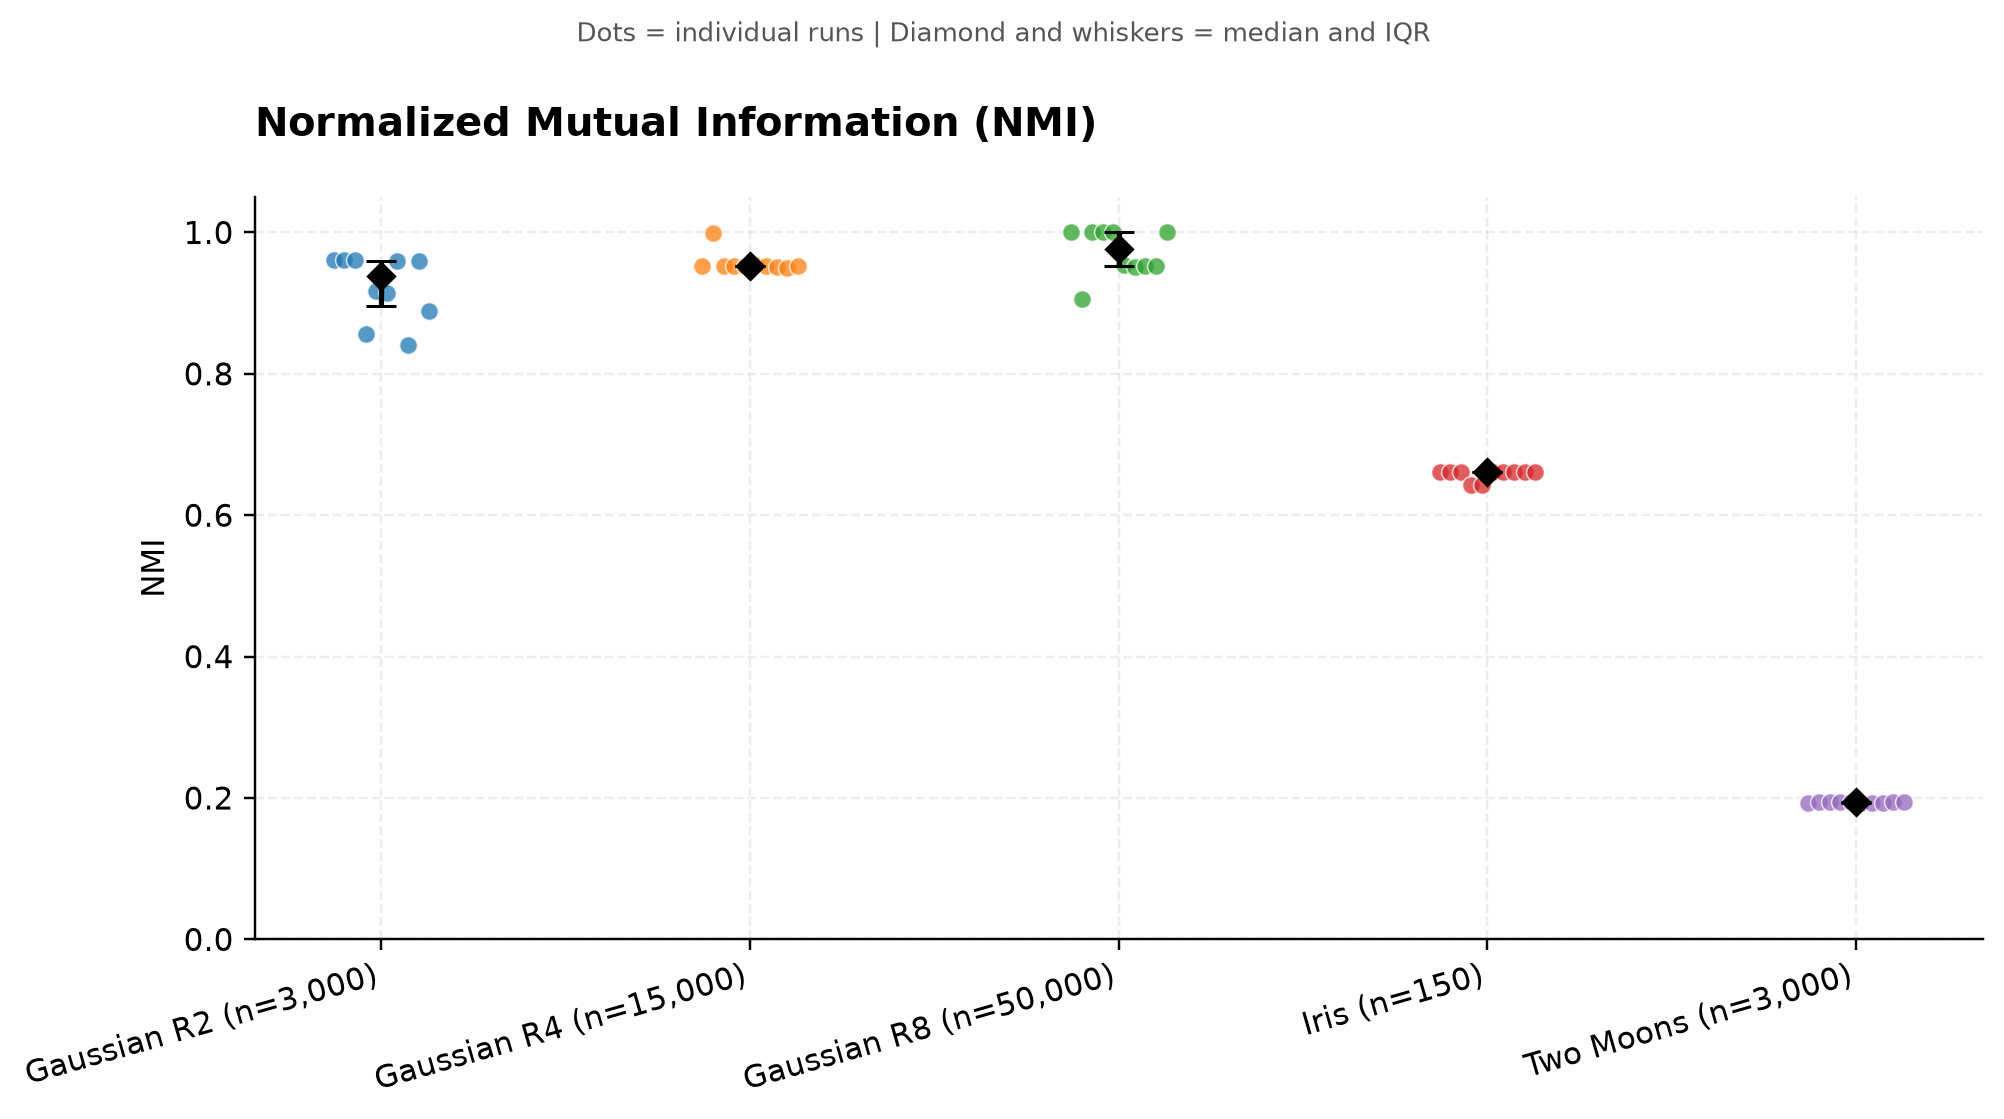 Dots = individual runs | Diamond and whiskers = median and IQR
Normalized Mutual Information (NMI)
1.0
0.8
0.6
0.4
0.2
0.0
NMI
Gaussian R2 (n=3,000)
Gaussian R4 (n=15,000)
Gaussian R8 (n=50,000)
Iris (n=150)
Two Moons (n=3,000)